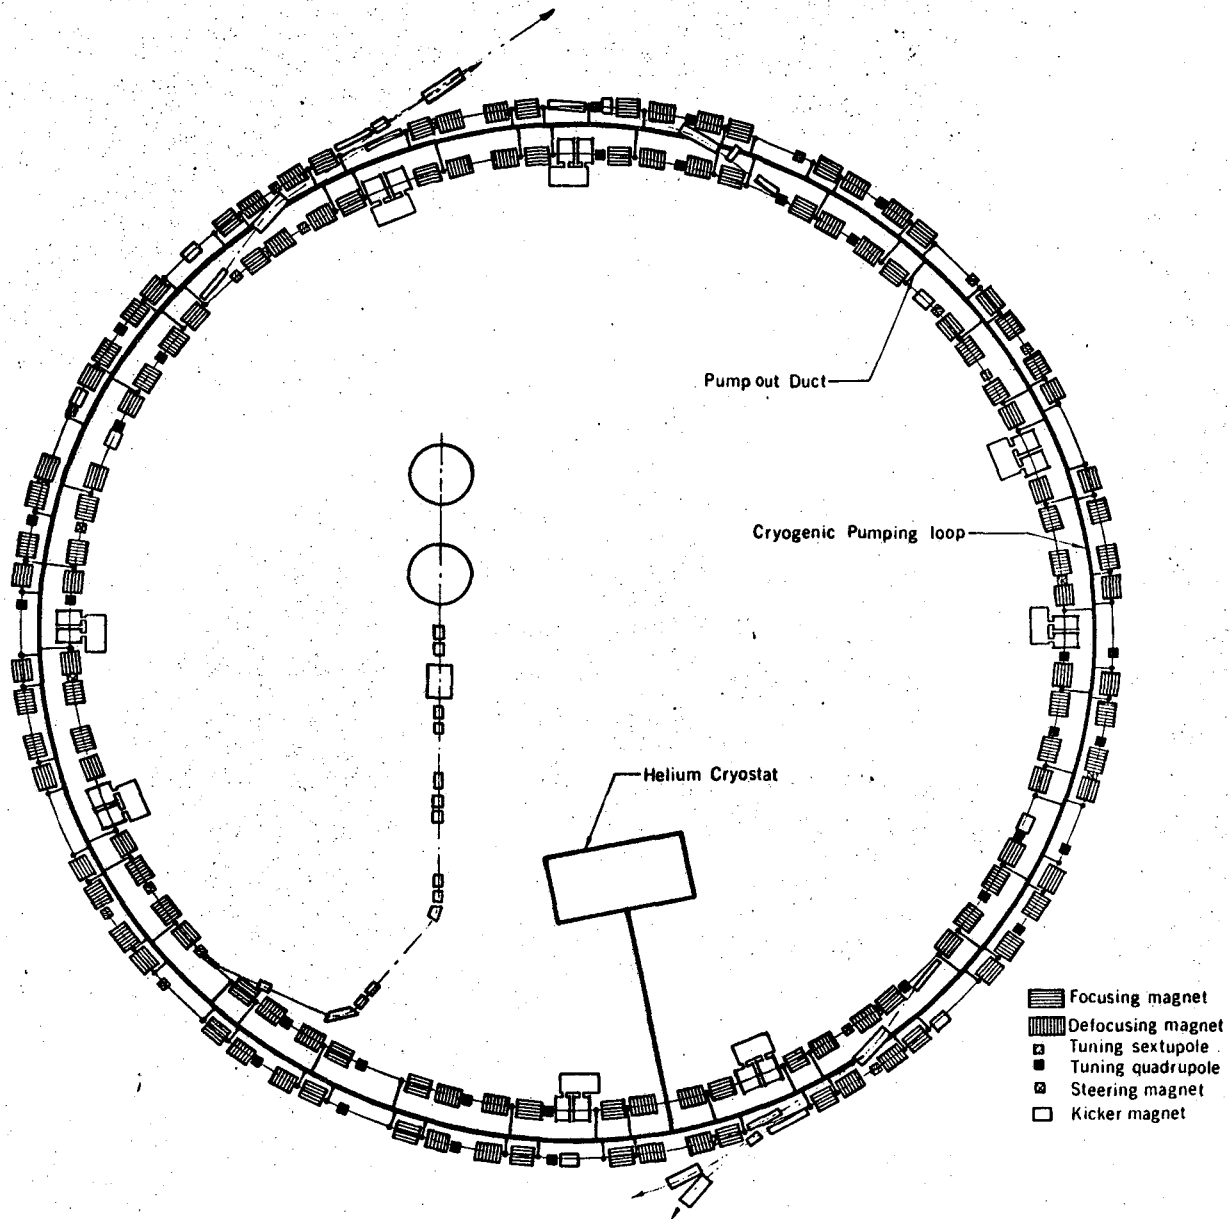 Pump out Duct
Cryogenic Pumping loop
Helium Cryostat
Focusing magnet
Defocusing magnet
Tuning sextupole
Tuning quadrupole
Steering magnet
Kicker magnet